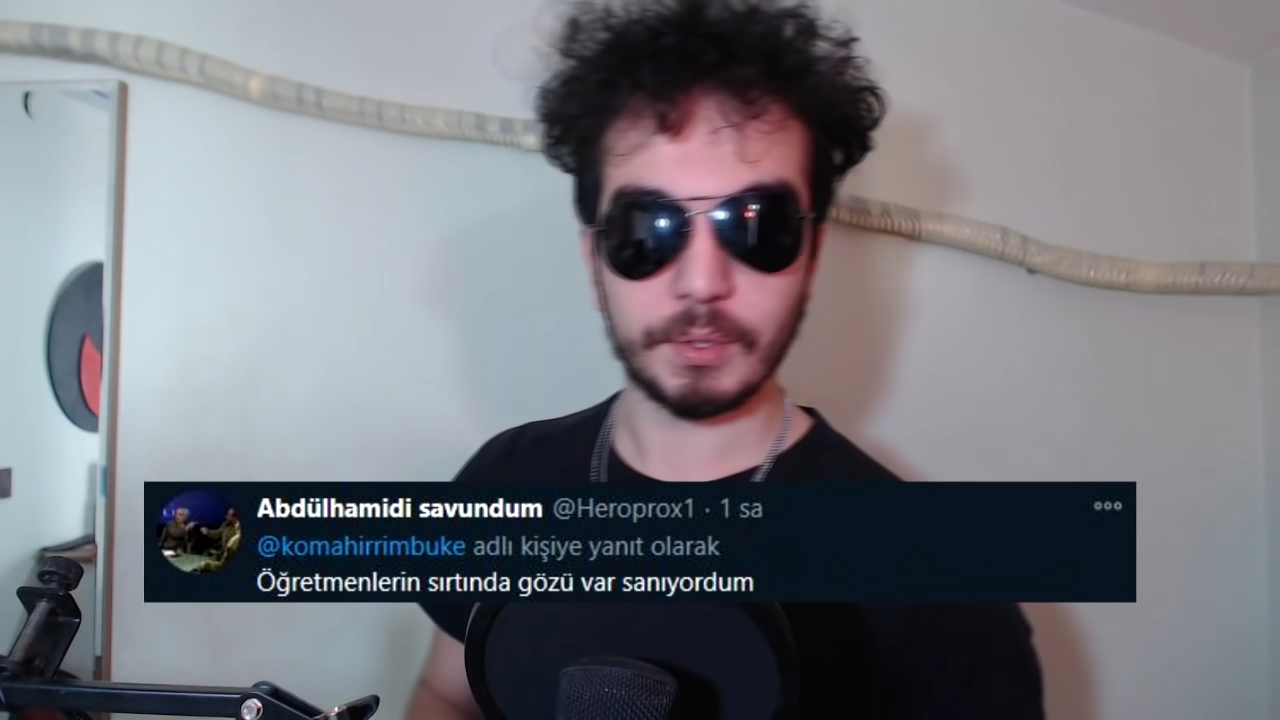 Abdülhamidi savundum @Heroprox1 · 1 sa
@komahirrimbuke adlı kişiye yanıt olarak
Öğretmenlerin sırtında gözü var sanıyordum